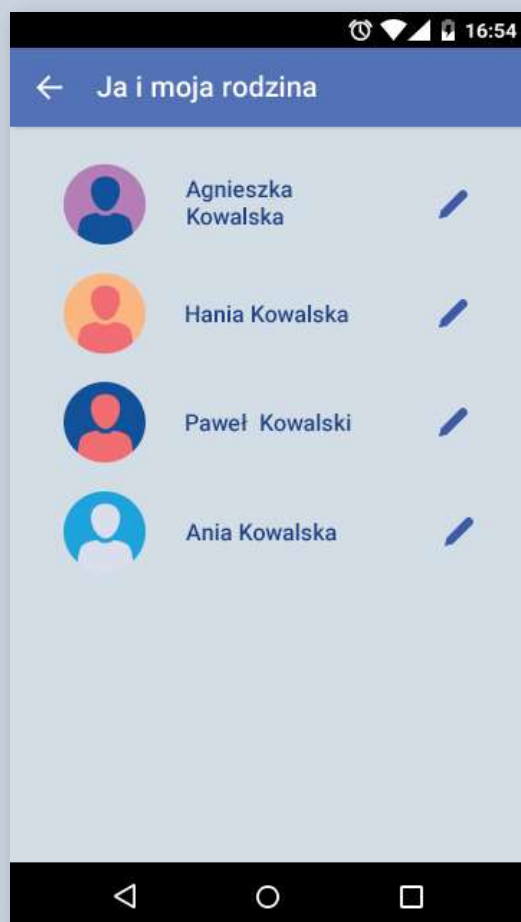 16:54
Ja i moja rodzina
Agnieszka
Kowalska
Hania Kowalska
Paweł Kowalski
Ania Kowalska